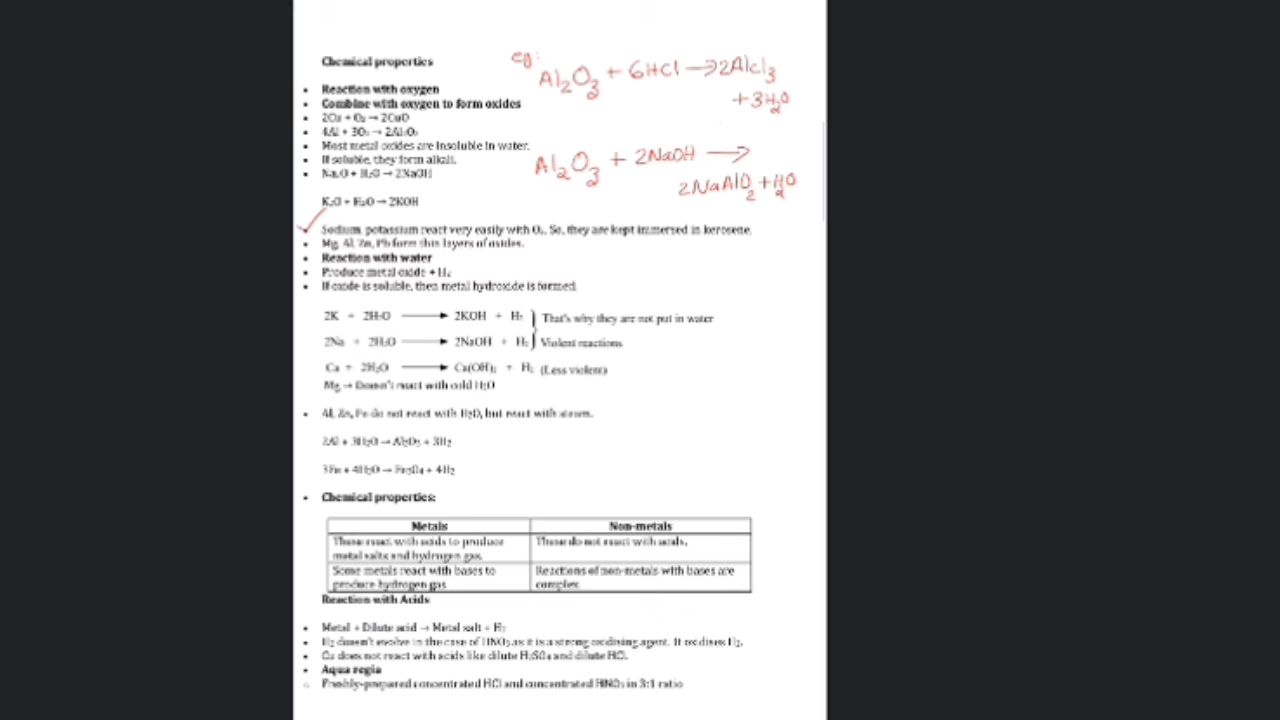 Chemical properties
eg:
Al₂O₃ + 6HCl → 2AlCl₃
+ 3H₂O
• Reaction with oxygen
• Combine with oxygen to form oxides
• 2Cu + O₂ → 2CuO
• 4Al + 3O₂ → 2Al₂O₃
• Most metal oxides are insoluble in water.
• If soluble, they form alkali.
• Na₂O + H₂O → 2NaOH
Al₂O₃ + 2NaOH →
2NaAlO₂ + H₂O
K₂O + H₂O → 2KOH
✓ Sodium, potassium react very easily with O₂. So, they are kept immersed in kerosene.
• Mg, Al, Zn, Pb form thin layers of oxides.
• Reaction with water
• Produce metal oxide + H₂
• If oxide is soluble, then metal hydroxide is formed.
2K + 2H₂O → 2KOH + H₂ } That's why they are not put in water
2Na + 2H₂O → 2NaOH + H₂ } Violent reactions
Ca + 2H₂O → Ca(OH)₂ + H₂ (Less violent)
Mg → Doesn't react with cold H₂O
• Al, Zn, Fe do not react with H₂O, but react with steam.
2Al + 3H₂O → Al₂O₃ + 3H₂
3Fe + 4H₂O → Fe₃O₄ + 4H₂
• Chemical properties:
Metals Non-metals
These react with acids to produce These do not react with acids.
metal salts and hydrogen gas.
Some metals react with bases to Reactions of non-metals with bases are
produce hydrogen gas complex
Reaction with Acids
• Metal + Dilute acid → Metal salt + H₂
• H₂ doesn't evolve in the case of HNO₃ as it is a strong oxidising agent. It oxidises H₂.
• Cu does not react with acids like dilute H₂SO₄ and dilute HCl.
• Aqua regia
○ Freshly-prepared concentrated HCl and concentrated HNO₃ in 3:1 ratio